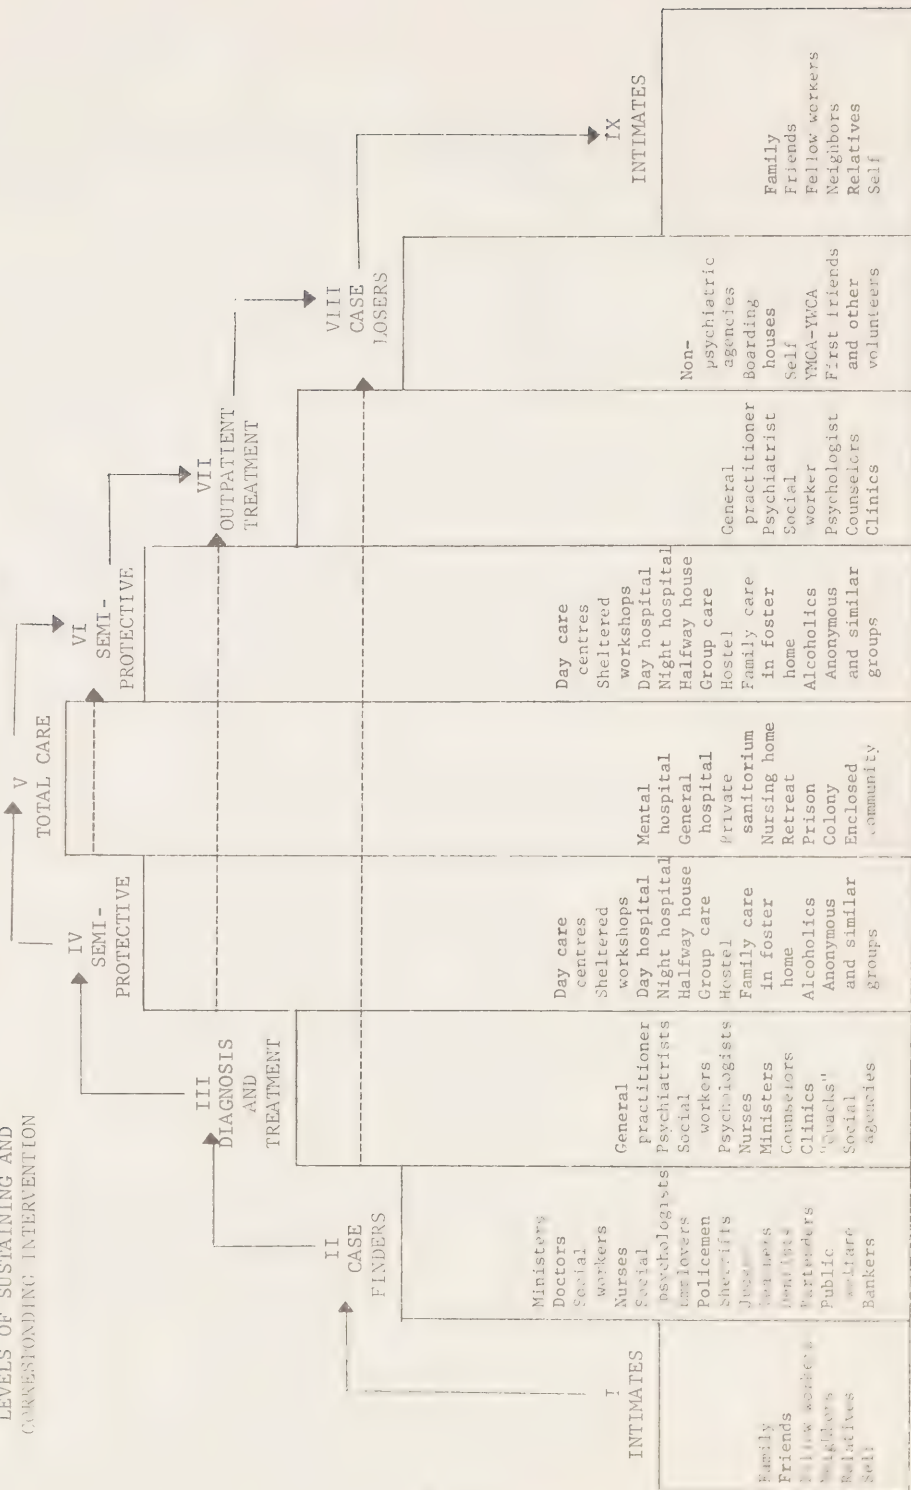 LEVELS OF SUSTAINING AND
CORRESPONDING INTERVENTION
I
INTIMATES
Family
Friends
Fellow workers
Neighbors
Relatives
Self
II
CASE
FINDERS
Ministers
Doctors
Social
workers
Nurses
Social
psychologists
Employers
Policemen
Sheriffs
Bartenders
Public
welfare
Bankers
III
DIAGNOSIS
AND
TREATMENT
General
practitioner
Psychiatrists
Social
workers
Psychologists
Nurses
Ministers
Counselors
Clinics
"Quacks"
Social
agencies
IV
SEMI-
PROTECTIVE
Day care
centres
Sheltered
workshops
Day hospital
Night hospital
Halfway house
Group care
Hostel
Family care
in foster
home
Alcoholics
Anonymous
and similar
groups
V
TOTAL CARE
Mental
hospital
General
hospital
Private
sanitorium
Nursing home
Retreat
Prison
Colony
Enclosed
community
VI
SEMI-
PROTECTIVE
Day care
centres
Sheltered
workshops
Day hospital
Night hospital
Halfway house
Group care
Hostel
Family care
in foster
home
Alcoholics
Anonymous
and similar
groups
VII
OUTPATIENT
TREATMENT
General
practitioner
Psychiatrist
Social
worker
Psychologist
Counselors
Clinics
VIII
CASE
LOSERS
Non-
psychiatric
agencies
Boarding
houses
Self
YMCA-YWCA
First friends
and other
volunteers
IX
INTIMATES
Family
Friends
Fellow workers
Neighbors
Relatives
Self